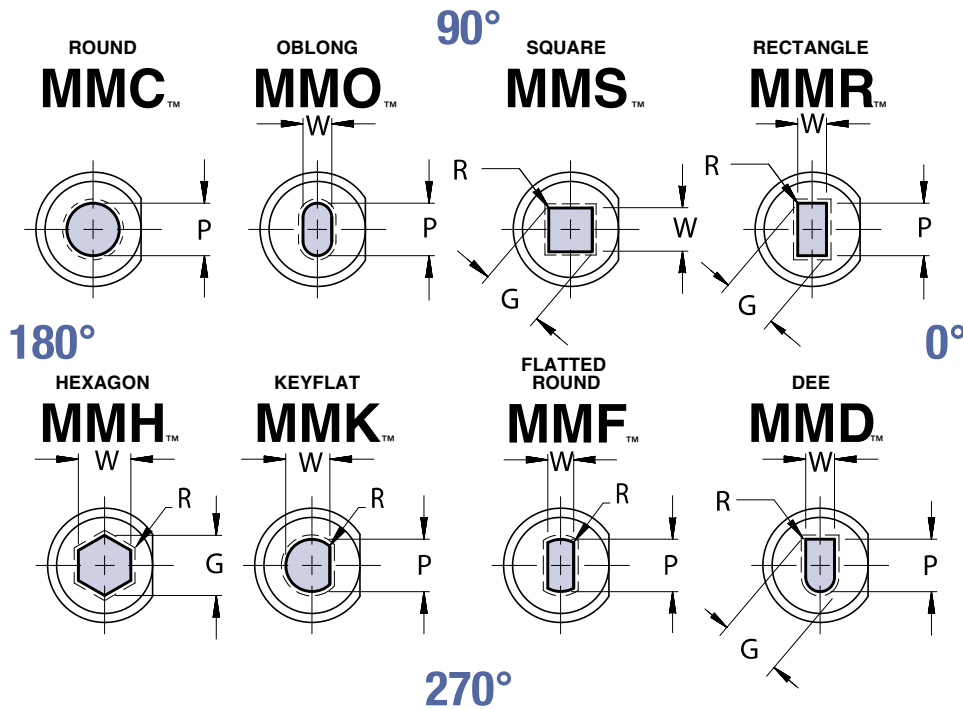 90°
ROUND OBLONG SQUARE RECTANGLE
MMC™ MMO™ MMS™ MMR™
W W
R R
P P W P
G G
180° 0°
HEXAGON KEYFLAT FLATTED ROUND DEE
MMH™ MMK™ MMF™ MMD™
W W W W
R R R R
G P P P
G
270°